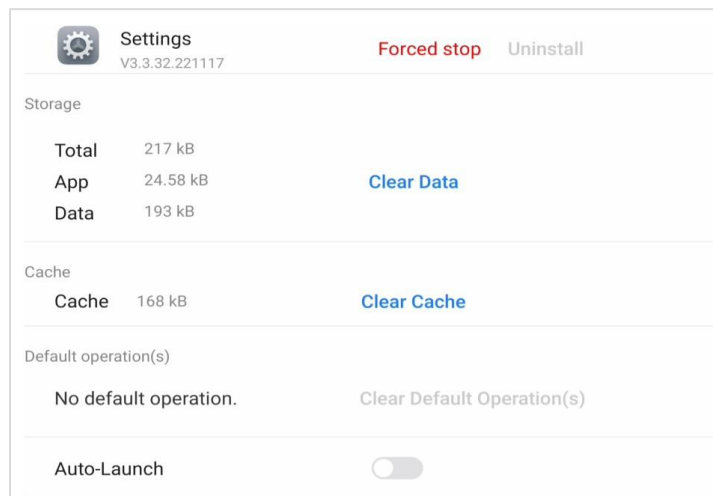 Settings
Forced stop
Uninstall
V3.3.32.221117
Storage
Total 217 kB
App 24.58 kB
Clear Data
Data 193 kB
Cache
Cache 168 kB
Clear Cache
Default operation(s)
No default operation.
Clear Default Operation(s)
Auto-Launch